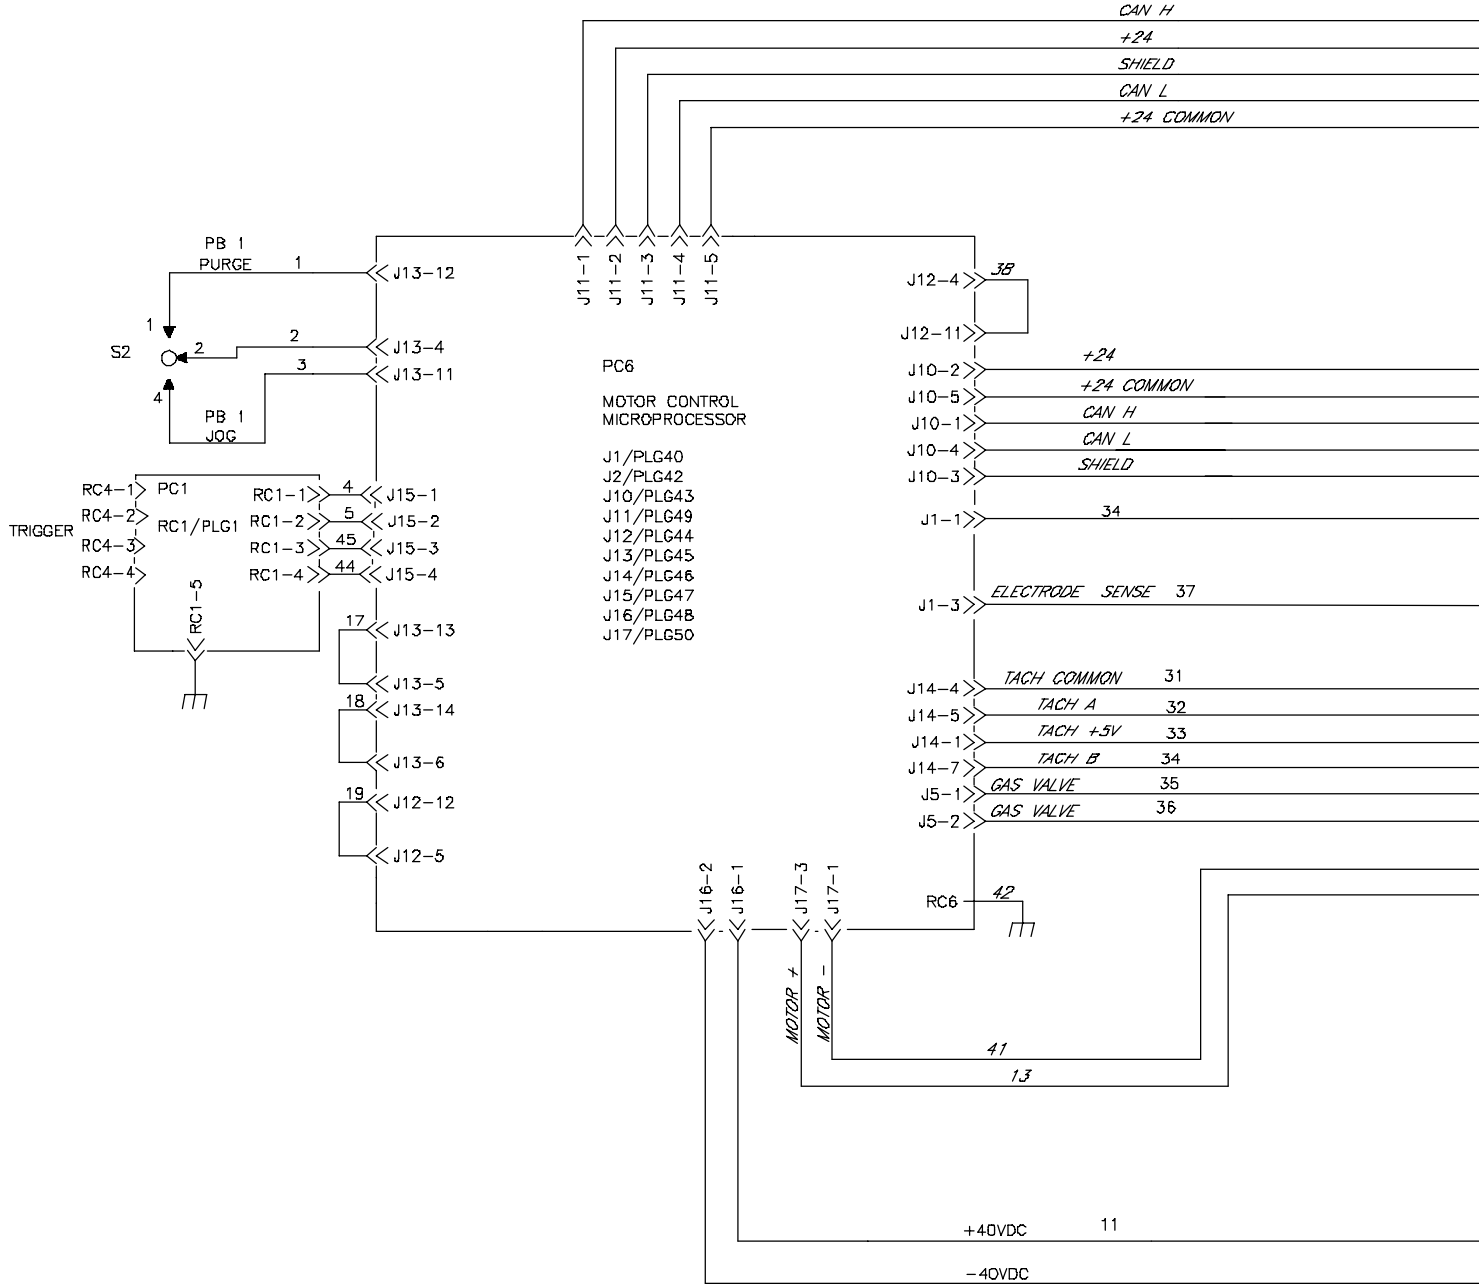 CAN H
+24
SHIELD
CAN L
+24 COMMON
J11-1
J11-2
J11-3
J11-4
J11-5
PB 1
PURGE
1
J13-12
1
S2
2
2
J13-4
3
J13-11
4
PB 1
JOG
TRIGGER
RC4-1
RC4-2
RC4-3
RC4-4
PC1
RC1/PLG1
RC1-1
4
J15-1
RC1-2
5
J15-2
RC1-3
45
J15-3
RC1-4
44
J15-4
RC1-5
17
J13-13
J13-5
18
J13-14
J13-6
19
J12-12
J12-5
PC6
MOTOR CONTROL
MICROPROCESSOR
J1/PLG40
J2/PLG42
J10/PLG43
J11/PLG49
J12/PLG44
J13/PLG45
J14/PLG46
J15/PLG47
J16/PLG48
J17/PLG50
J12-4
38
J12-11
J10-2
+24
J10-5
+24 COMMON
J10-1
CAN H
J10-4
CAN L
J10-3
SHIELD
J1-1
34
J1-3
ELECTRODE SENSE 37
J14-4
TACH COMMON 31
J14-5
TACH A 32
J14-1
TACH +5V 33
J14-7
TACH B 34
J5-1
GAS VALVE 35
J5-2
GAS VALVE 36
RC6
42
J16-2
J16-1
J17-3
J17-1
MOTOR +
MOTOR -
41
13
+40VDC 11
-40VDC